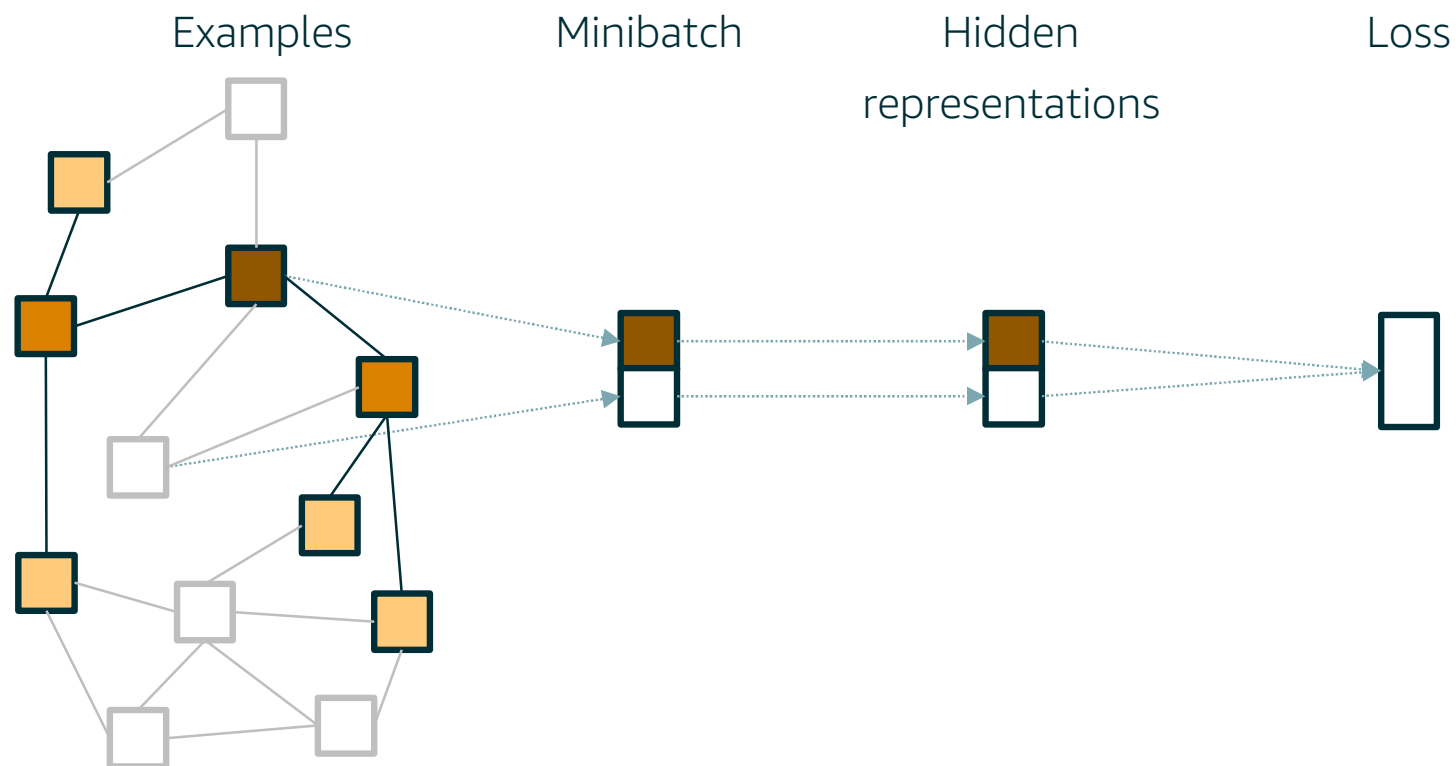 Examples
Minibatch
Hidden
representations
Loss